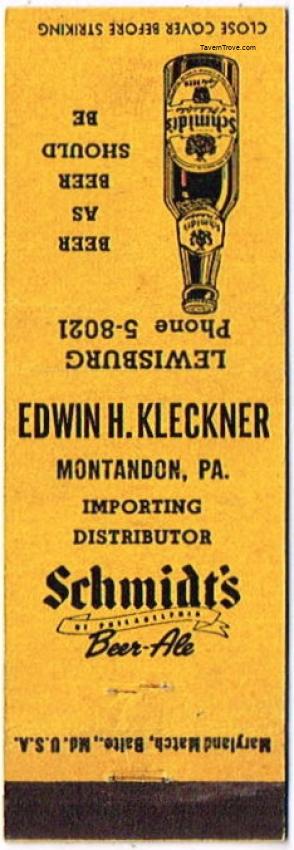 CLOSE COVER BEFORE STRIKING
TavernTrove.com
BEER
AS
BEER
SHOULD
BE
Schmidt's
LEWISBURG
Phone 5-8021
EDWIN H. KLECKNER
MONTANDON, PA.
IMPORTING
DISTRIBUTOR
Schmidt's
OF PHILADELPHIA
Beer-Ale
Maryland Match, Balto., Md. U.S.A.